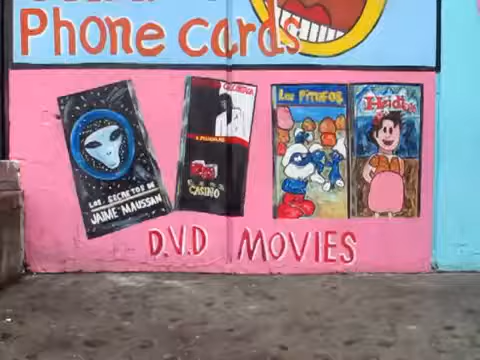 Phone cards
LOS SECRETOS DE
JAIME MAUSSAN
CASINO
Los PITUFOS
Heidi
D.V.D MOVIES